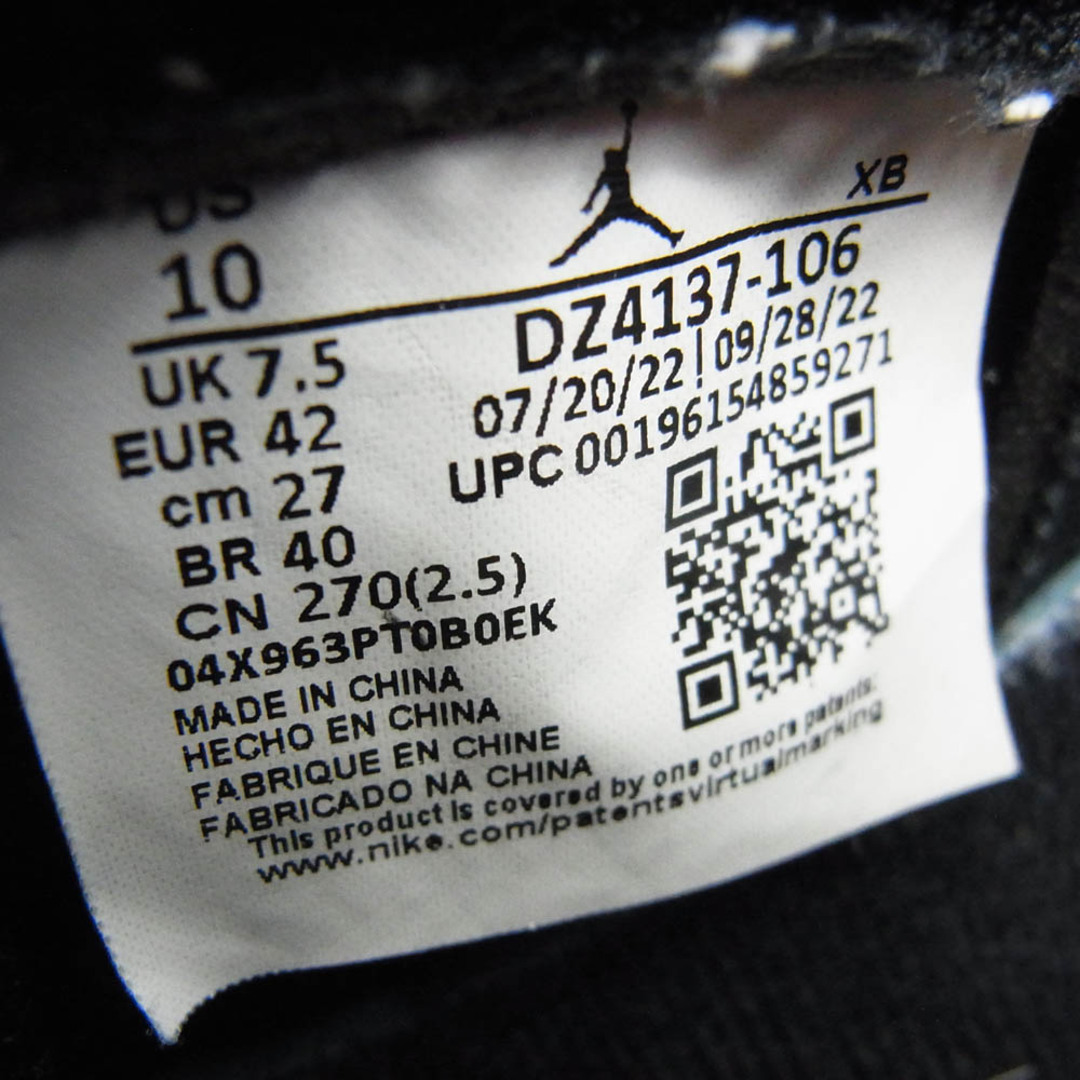 US
10
XB
DZ4137-106
07/20/22 | 09/28/22
UPC 00196154859271
UK 7.5
EUR 42
cm 27
BR 40
CN 270(2.5)
04X963PT0B0EK
MADE IN CHINA
HECHO EN CHINA
FABRIQUE EN CHINE
FABRICADO NA CHINA
This product is covered by one or more patents:
www.nike.com/patentsvirtualmarking